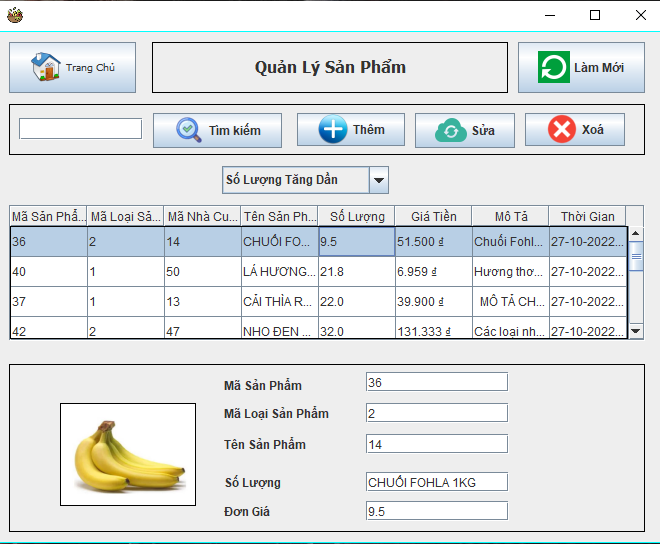 Trang Chủ
Quản Lý Sản Phẩm
Làm Mới
Tìm kiếm
Thêm
Sửa
Xoá
Số Lượng Tăng Dần
Mã Sản Phẩ... Mã Loại Sả... Mã Nhà Cu... Tên Sản Ph... Số Lượng Giá Tiền Mô Tả Thời Gian
36 2 14 CHUỐI FO... 9.5 51.500 ₫ Chuối Fohl... 27-10-2022...
40 1 50 LÁ HƯƠNG... 21.8 6.959 ₫ Hương thơ... 27-10-2022...
37 1 13 CẢI THÌA R... 22.0 39.900 ₫ MÔ TẢ CH... 27-10-2022...
42 2 47 NHO ĐEN ... 32.0 131.333 ₫ Các loại nh... 27-10-2022...
Mã Sản Phẩm 36
Mã Loại Sản Phẩm 2
Tên Sản Phẩm 14
Số Lượng CHUỐI FOHLA 1KG
Đơn Giá 9.5